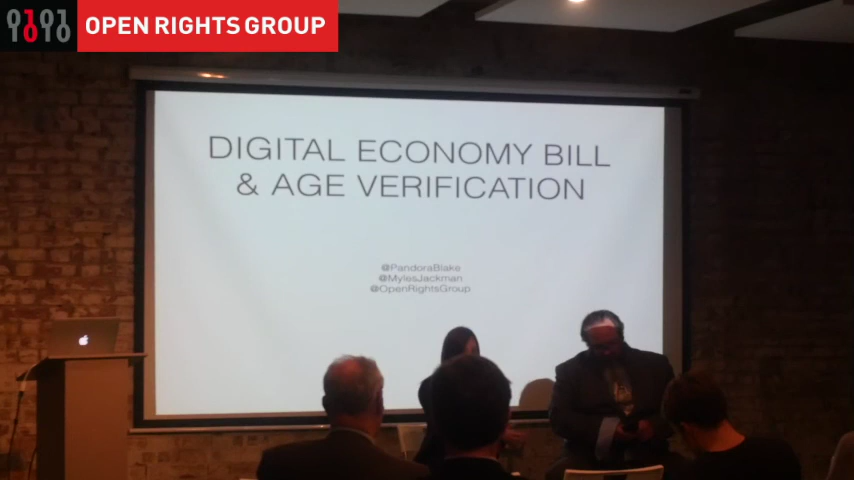 OPEN RIGHTS GROUP
DIGITAL ECONOMY BILL
& AGE VERIFICATION
@PandoraBlake
@MylesJackman
@OpenRightsGroup